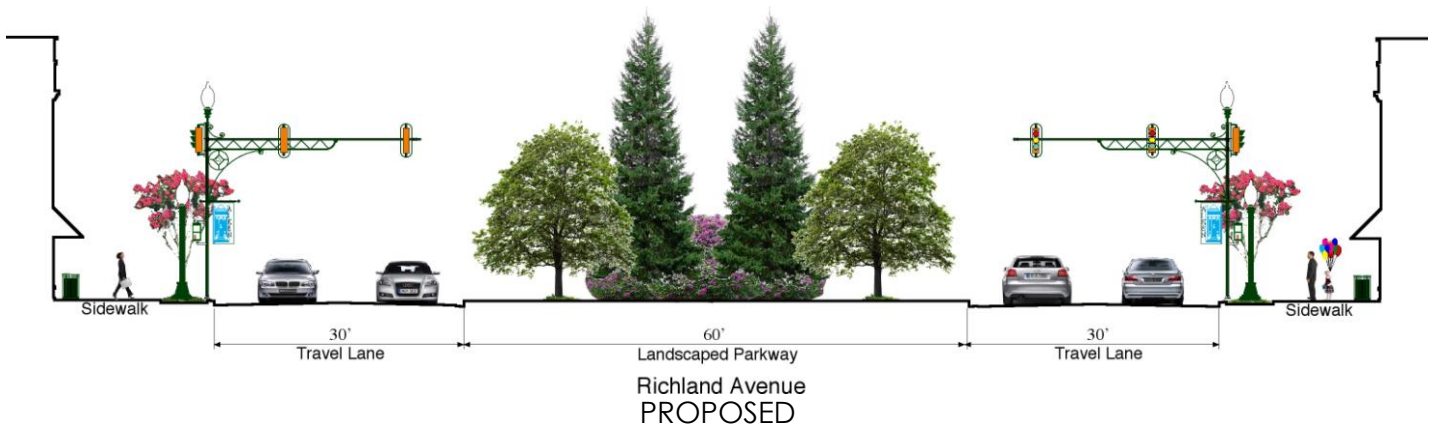 Sidewalk
Sidewalk
30'
60'
30'
Travel Lane
Landscaped Parkway
Travel Lane
Richland Avenue
PROPOSED